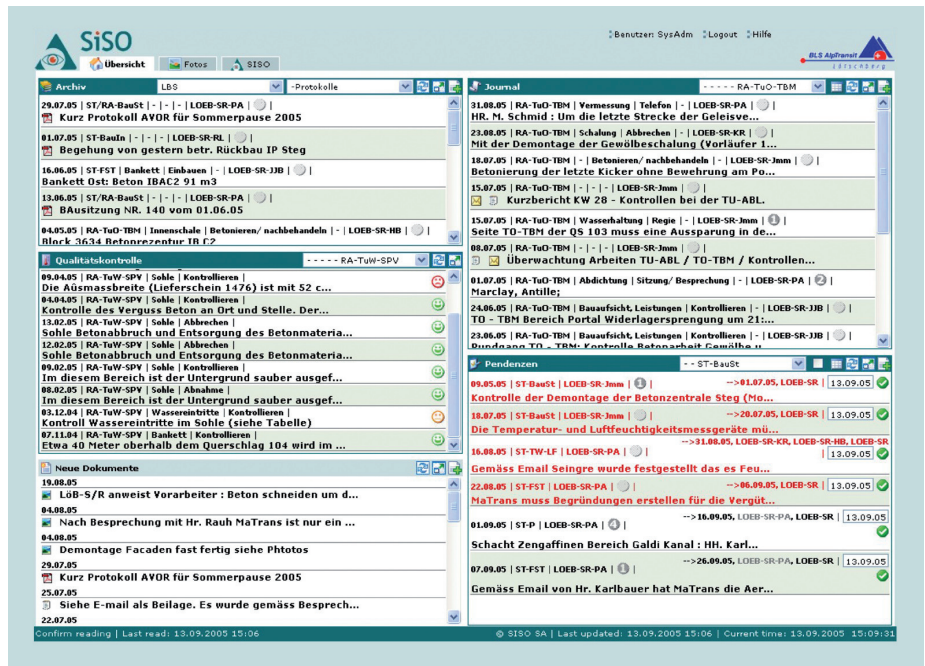 SiSO
Benutzer: SysAdm Logout Hilfe
BLS AlpTransit
Lötschberg
Übersicht Fotos SISO
Archiv LBS -Protokolle
29.07.05 | ST/RA-BauSt | - | - | - | LOEB-SR-PA | |
Kurz Protokoll AVOR für Sommerpause 2005
01.07.05 | ST-BauIn | - | - | - | LOEB-SR-RL | |
Begehung von gestern betr. Rückbau IP Steg
16.06.05 | ST-FST | Bankett | Einbauen | - | LOEB-SR-JJB | |
Bankett Ost: Beton IBAC2 91 m3
13.06.05 | ST/RA-BauSt | - | - | - | LOEB-SR-PA | |
BAusitzung NR. 140 vom 01.06.05
04.05.05 | RA-TuO-TBM | Innenschale | Betonieren/ nachbehandeln | - | LOEB-SR-HB | |
Block 3634 Betonrezentur IB C2
Qualitätskontrolle - - - - - RA-TuW-SPV
09.04.05 | RA-TuW-SPV | Sohle | Kontrollieren |
Die Aûsmassbreite (Lieferschein 1476) ist mit 52 c...
04.04.05 | RA-TuW-SPV | Sohle | Kontrollieren |
Kontrolle des Verguss Beton an Ort und Stelle. Der...
13.02.05 | RA-TuW-SPV | Sohle | Abbrechen |
Sohle Betonabbruch und Entsorgung des Betonmateria...
12.02.05 | RA-TuW-SPV | Sohle | Abbrechen |
Sohle Betonabbruch und Entsorgung des Betonmateria...
09.02.05 | RA-TuW-SPV | Sohle | Kontrollieren |
Im diesem Bereich ist der Untergrund sauber ausgef...
08.02.05 | RA-TuW-SPV | Sohle | Abnahme |
Im diesem Bereich ist der Untergrund sauber ausgef...
03.12.04 | RA-TuW-SPV | Wassereintritte | Kontrollieren |
Kontroll Wassereintritte im Sohle (siehe Tabelle)
07.11.04 | RA-TuW-SPV | Bankett | Kontrollieren |
Etwa 40 Meter oberhalb dem Querschlag 104 wird im ...
Neue Dokumente
19.08.05
LöB-S/R anweist Vorarbeiter : Beton schneiden um d...
04.08.05
Nach Besprechung mit Hr. Rauh MaTrans ist nur ein ...
04.08.05
Demontage Facaden fast fertig siehe Phtotos
29.07.05
Kurz Protokoll AVOR für Sommerpause 2005
25.07.05
Siehe E-mail als Beilage. Es wurde gemäss Besprech...
22.07.05
Journal - - - - - RA-TuO-TBM
31.08.05 | RA-TuO-TBM | Vermessung | Telefon | - | LOEB-SR-PA | |
HR. M. Schmid : Um die letzte Strecke der Geleisve...
23.08.05 | RA-TuO-TBM | Schalung | Abbrechen | - | LOEB-SR-KR | |
Mit der Demontage der Gewölbeschalung (Vorläufer 1...
18.07.05 | RA-TuO-TBM | - | Betonieren/ nachbehandeln | - | LOEB-SR-Jmm | |
Betonierung der letzte Kicker ohne Bewehrung am Po...
15.07.05 | RA-TuO-TBM | - | - | - | LOEB-SR-Jmm | |
Kurzbericht KW 28 - Kontrollen bei der TU-ABL.
15.07.05 | RA-TuO-TBM | Wasserhaltung | Regie | - | LOEB-SR-Jmm | 1 |
Seite TO-TBM der QS 103 muss eine Aussparung in de...
08.07.05 | RA-TuO-TBM | - | - | - | LOEB-SR-Jmm | |
Überwachtung Arbeiten TU-ABL / TO-TBM / Kontrollen...
01.07.05 | RA-TuO-TBM | Abdichtung | Sitzung/ Besprechung | - | LOEB-SR-PA | 2 |
Marclay, Antille;
24.06.05 | RA-TuO-TBM | Bauaufsicht, Leistungen | Kontrollieren | - | LOEB-SR-JJB | |
TO - TBM Bereich Portal Widerlagersprengung um 21:...
23.06.05 | RA-TuO-TBM | Bauaufsicht, Leistungen | Kontrollieren | - | LOEB-SR-JJB | |
Rundgang TO - TBM: Kontrolle Betonarbeit Gewölbe u
Pendenzen - - ST-BauSt
09.05.05 | ST-BauSt | LOEB-SR-Jmm | 1 | -->01.07.05, LOEB-SR | 13.09.05
Kontrolle der Demontage der Betonzentrale Steg (Mo...
18.07.05 | ST-BauSt | LOEB-SR-Jmm | | -->20.07.05, LOEB-SR | 13.09.05
Die Temperatur- und Luftfeuchtigkeitsmessgeräte mü...
-->31.08.05, LOEB-SR-KR, LOEB-SR-HB, LOEB-SR
16.08.05 | ST-TW-LF | LOEB-SR-PA | | | 13.09.05
Gemäss Email Seingre wurde festgestellt das es Feu...
22.08.05 | ST-FST | LOEB-SR-PA | | -->06.09.05, LOEB-SR | 13.09.05
MaTrans muss Begründungen erstellen für die Vergüt...
01.09.05 | ST-P | LOEB-SR-PA | 4 | -->16.09.05, LOEB-SR-PA, LOEB-SR | 13.09.05
Schacht Zengaffinen Bereich Galdi Kanal : HH. Karl...
07.09.05 | ST-FST | LOEB-SR-PA | 1 | -->26.09.05, LOEB-SR-PA, LOEB-SR | 13.09.05
Gemäss Email von Hr. Karlbauer hat MaTrans die Aer...
Confirm reading | Last read: 13.09.2005 15:06
© SISO SA | Last updated: 13.09.2005 15:06 | Current time: 13.09.2005 15:09:31